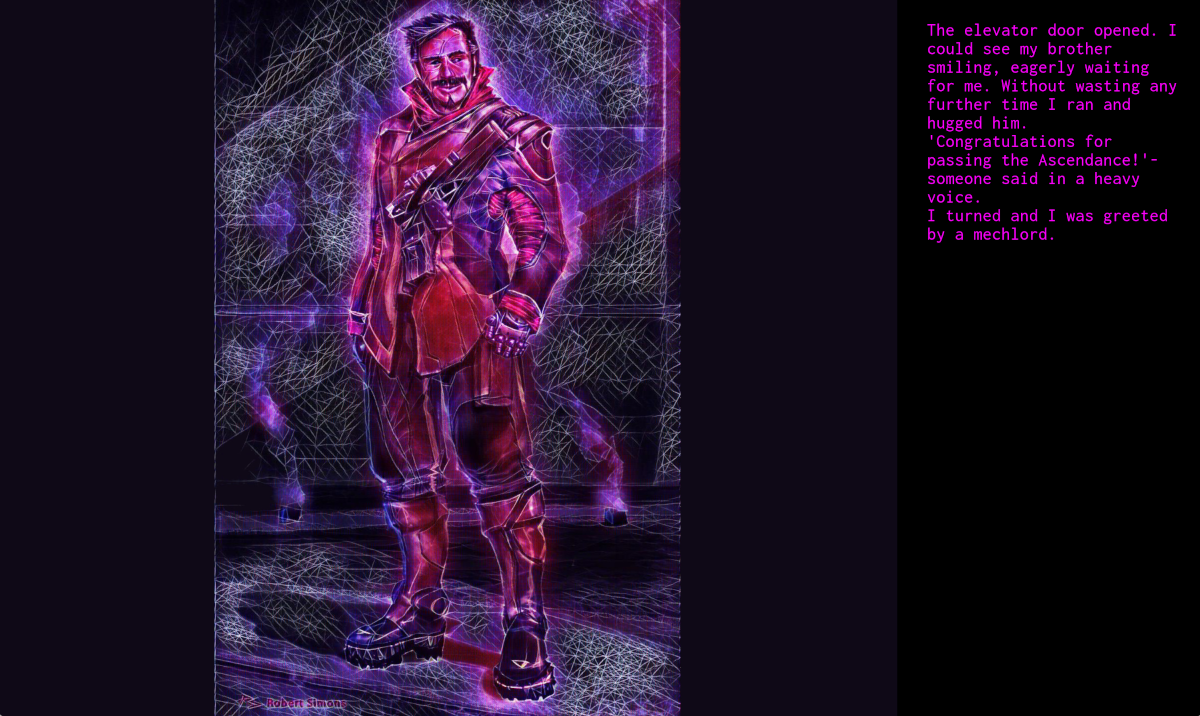 The elevator door opened. I
could see my brother
smiling, eagerly waiting
for me. Without wasting any
further time I ran and
hugged him.
'Congratulations for
passing the Ascendance!'-
someone said in a heavy
voice.
I turned and I was greeted
by a mechlord.
Robert Simons